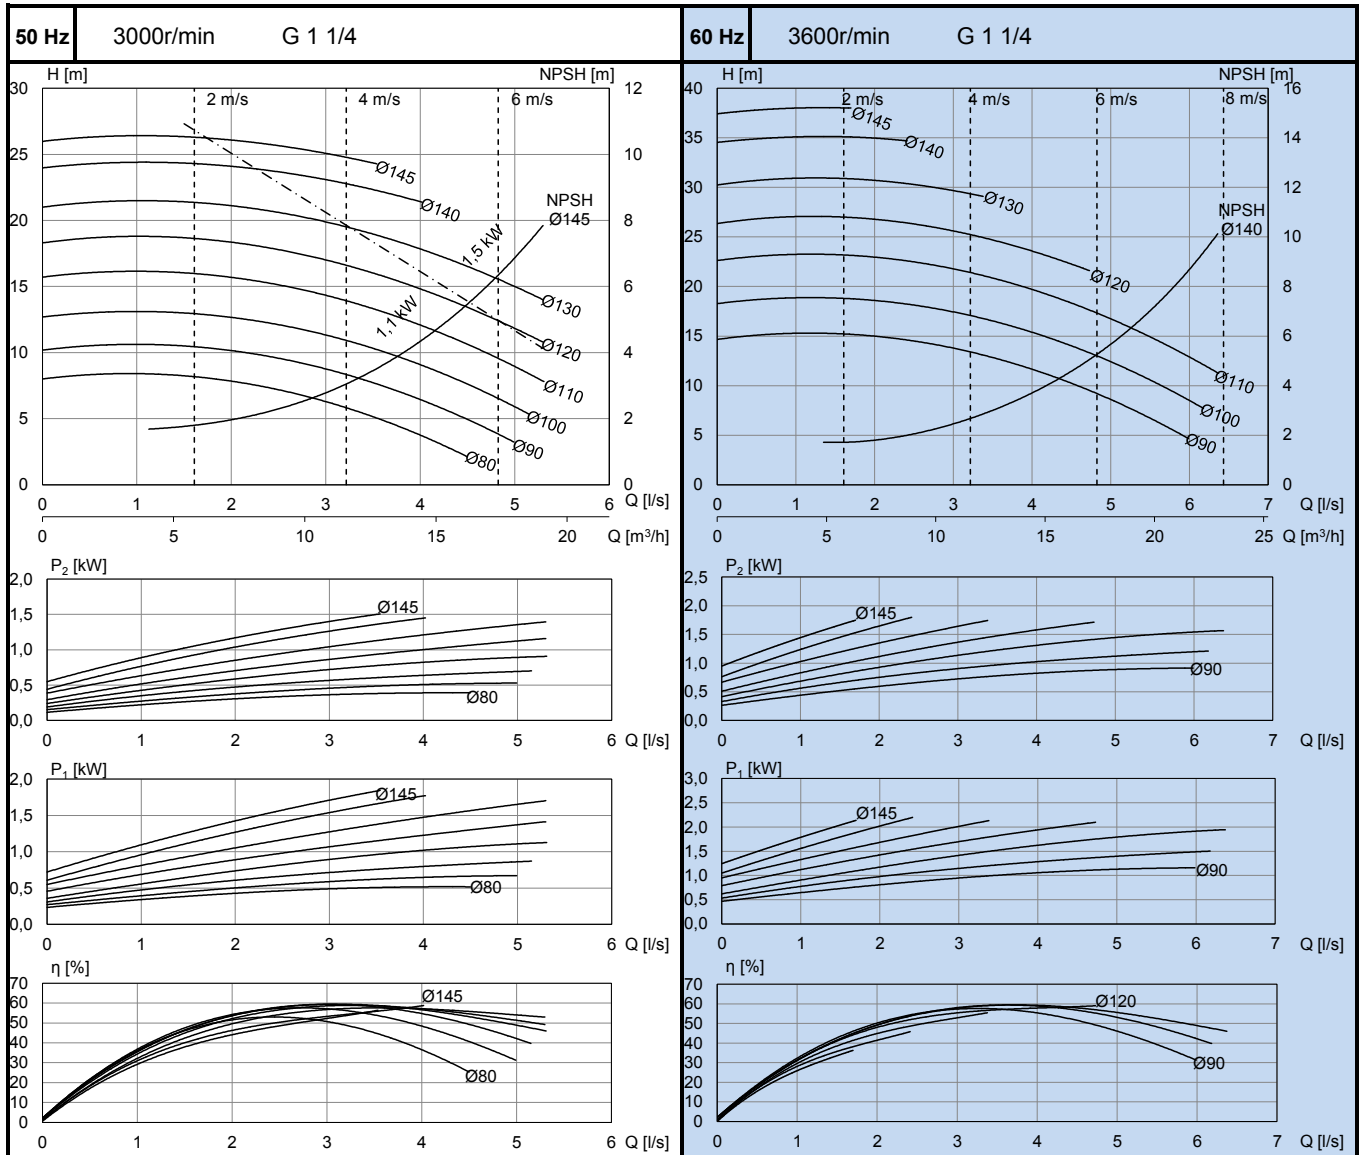 50 Hz 3000r/min G 1 1/4
H [m] NPSH [m]
30 12
2 m/s 4 m/s 6 m/s
25 10
Ø145
Ø140
NPSH
Ø145
20 8
1,5 kW
15 6
Ø130
1,1 kW
Ø120
10 4
Ø110
Ø100
5 2
Ø90
Ø80
0 0
0 1 2 3 4 5 6 Q [l/s]
0 5 10 15 20 Q [m³/h]
P₂ [kW]
2,0
1,5
1,0
0,5
0,0
Ø145
Ø80
0 1 2 3 4 5 6 Q [l/s]
P₁ [kW]
2,0
1,5
1,0
0,5
0,0
Ø145
Ø80
0 1 2 3 4 5 6 Q [l/s]
η [%]
70
60
50
40
30
20
10
0
Ø145
Ø80
0 1 2 3 4 5 6 Q [l/s]
60 Hz 3600r/min G 1 1/4
H [m] NPSH [m]
40 16
2 m/s 4 m/s 6 m/s 8 m/s
Ø145
35 14
Ø140
30 12
Ø130
NPSH
Ø140
25 10
Ø120
20 8
15 6
Ø110
10 4
Ø100
5 2
Ø90
0 0
0 1 2 3 4 5 6 7 Q [l/s]
0 5 10 15 20 25 Q [m³/h]
P₂ [kW]
2,5
2,0
1,5
1,0
0,5
0,0
Ø145
Ø90
0 1 2 3 4 5 6 7 Q [l/s]
P₁ [kW]
3,0
2,5
2,0
1,5
1,0
0,5
0,0
Ø145
Ø90
0 1 2 3 4 5 6 7 Q [l/s]
η [%]
70
60
50
40
30
20
10
0
Ø120
Ø90
0 1 2 3 4 5 6 7 Q [l/s]